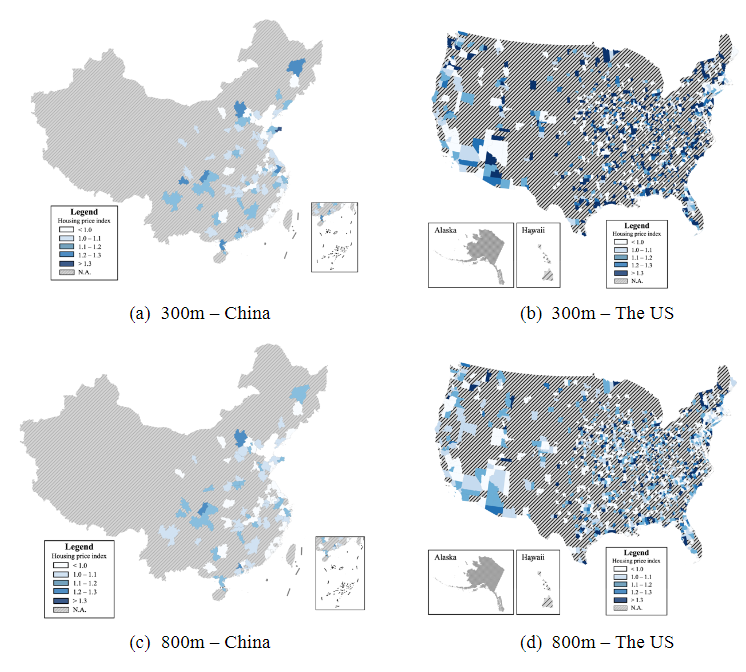 Legend
Housing price index
< 1.0
1.0 – 1.1
1.1 – 1.2
1.2 – 1.3
> 1.3
N.A.
(a) 300m – China
Alaska
Hawaii
Legend
Housing price index
< 1.0
1.0 – 1.1
1.1 – 1.2
1.2 – 1.3
> 1.3
N.A.
(b) 300m – The US
Legend
Housing price index
< 1.0
1.0 – 1.1
1.1 – 1.2
1.2 – 1.3
> 1.3
N.A.
(c) 800m – China
Alaska
Hawaii
Legend
Housing price index
< 1.0
1.0 – 1.1
1.1 – 1.2
1.2 – 1.3
> 1.3
N.A.
(d) 800m – The US